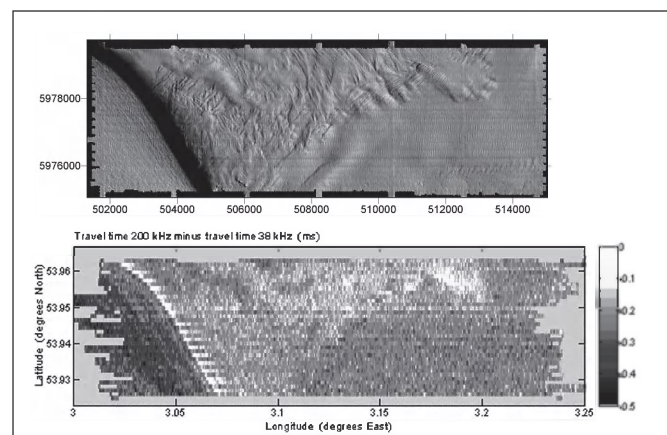 5978000
5976000
502000 504000 506000 508000 510000 512000 514000
Travel time 200 kHz minus travel time 38 kHz (ms)
Latitude (degrees North)
53.96
53.95
53.94
53.93
3 3.05 3.1 3.15 3.2 3.25
Longitude (degrees East)
0
-0.1
-0.2
-0.3
-0.4
-0.5